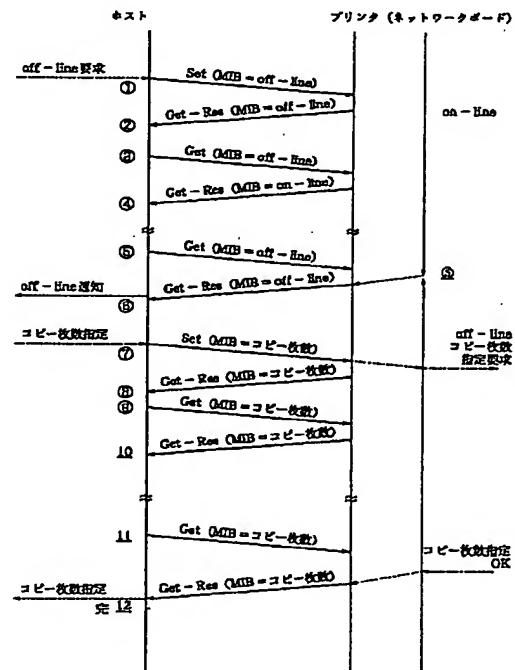 ホスト
プリンタ（ネットワークボード）
off－line要求
Set（MIB＝off－line）
①
Get－Res（MIB＝off－line）
②
on－line
Get（MIB＝off－line）
③
Get－Res（MIB＝on－line）
④
Get（MIB＝off－line）
⑤
⑤
Get－Res（MIB＝off－line）
off－line通知
⑥
コピー枚数指定
off－line
コピー枚数
指定要求
Set（MIB＝コピー枚数）
⑦
Get－Res（MIB＝コピー枚数）
⑧
⑨
Get（MIB＝コピー枚数）
Get－Res（MIB＝コピー枚数）
10
11
Get（MIB＝コピー枚数）
コピー枚数指定
OK
Get－Res（MIB＝コピー枚数）
コピー枚数指定
完 12